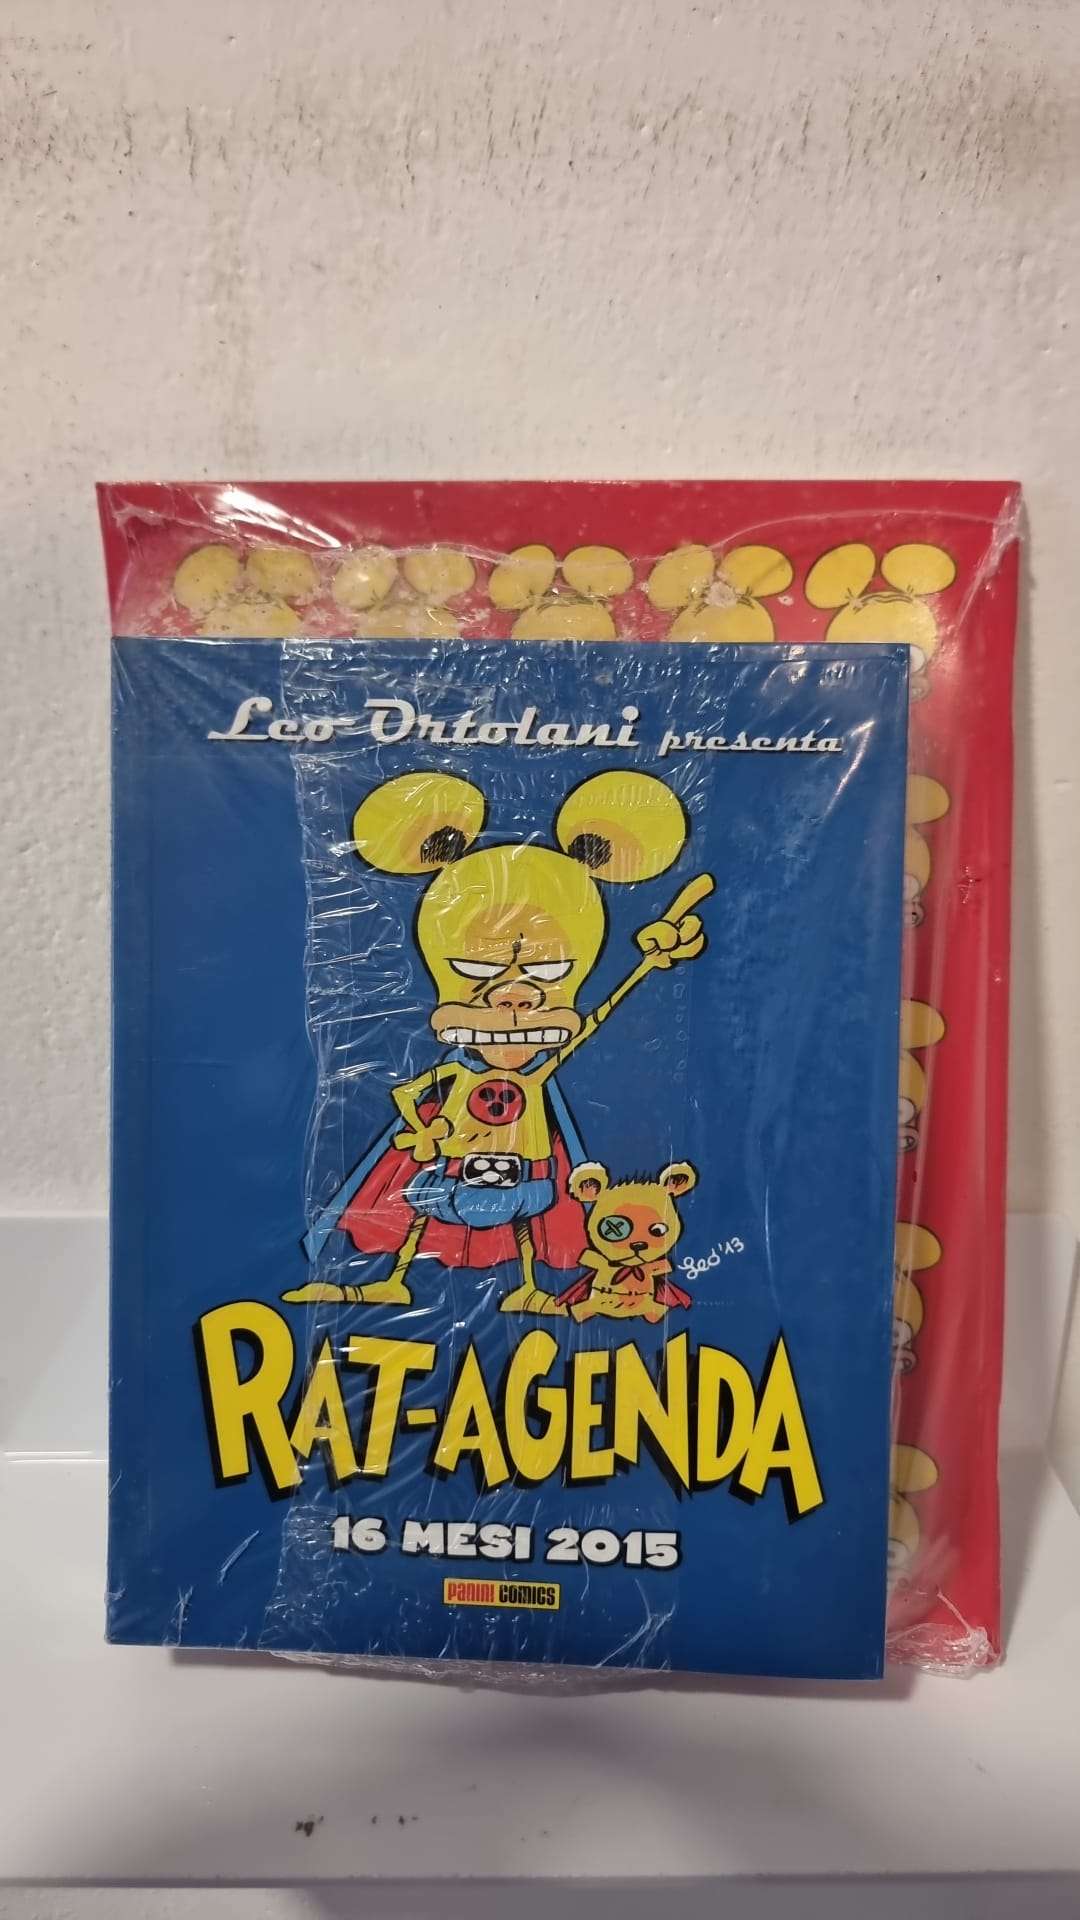 Leo Ortolani presenta
Leo '13
RAT-AGENDA
16 MESI 2015
PANINI COMICS